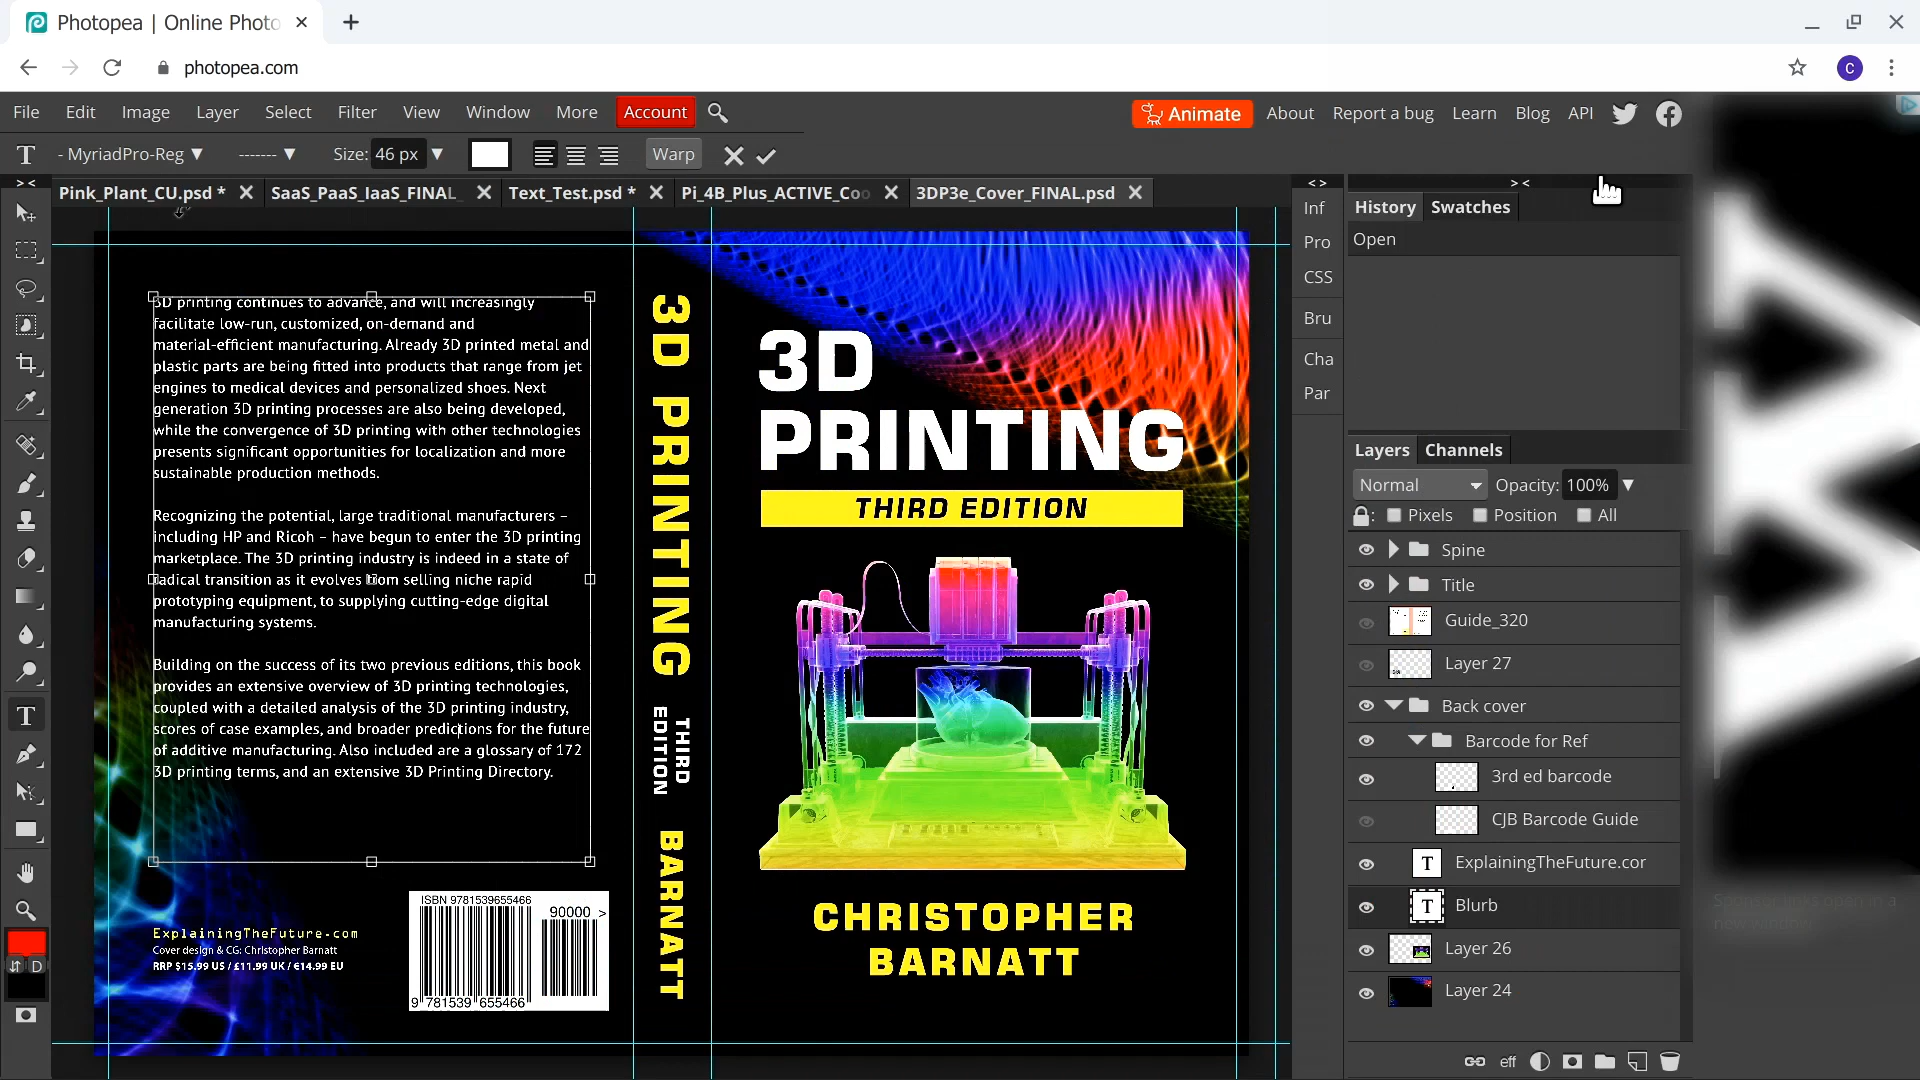 Photopea | Online Photo
photopea.com
C
File Edit Image Layer Select Filter View Window More Account
Animate About Report a bug Learn Blog API
T - MyriadPro-Reg ------- Size: 46 px Warp
Pink_Plant_CU.psd * SaaS_PaaS_IaaS_FINAL_ Text_Test.psd * Pi_4B_Plus_ACTIVE_Coo 3DP3e_Cover_FINAL.psd
3D printing continues to advance, and will increasingly
facilitate low-run, customized, on-demand and
material-efficient manufacturing. Already 3D printed metal and
plastic parts are being fitted into products that range from jet
engines to medical devices and personalized shoes. Next
generation 3D printing processes are also being developed,
while the convergence of 3D printing with other technologies
presents significant opportunities for localization and more
sustainable production methods.
Recognizing the potential, large traditional manufacturers –
including HP and Ricoh – have begun to enter the 3D printing
marketplace. The 3D printing industry is indeed in a state of
radical transition as it evolves from selling niche rapid
prototyping equipment, to supplying cutting-edge digital
manufacturing systems.
Building on the success of its two previous editions, this book
provides an extensive overview of 3D printing technologies,
coupled with a detailed analysis of the 3D printing industry,
scores of case examples, and broader predictions for the future
of additive manufacturing. Also included are a glossary of 172
3D printing terms, and an extensive 3D Printing Directory.
ExplainingTheFuture.com
Cover design & CG: Christopher Barnatt
RRP $15.99 US / £11.99 UK / €14.99 EU
ISBN 9781539655466
90000 >
9 781539 655466
3D PRINTING
THIRD
EDITION
BARNATT
3D
PRINTING
THIRD EDITION
CHRISTOPHER
BARNATT
T
D
Inf
Pro
CSS
Bru
Cha
Par
History Swatches
Open
Layers Channels
Normal Opacity: 100%
: Pixels Position All
Spine
Title
Guide_320
Layer 27
Back cover
Barcode for Ref
3rd ed barcode
CJB Barcode Guide
T ExplainingTheFuture.cor
T Blurb
Layer 26
Layer 24
eff
Sponsor links open in a
new window